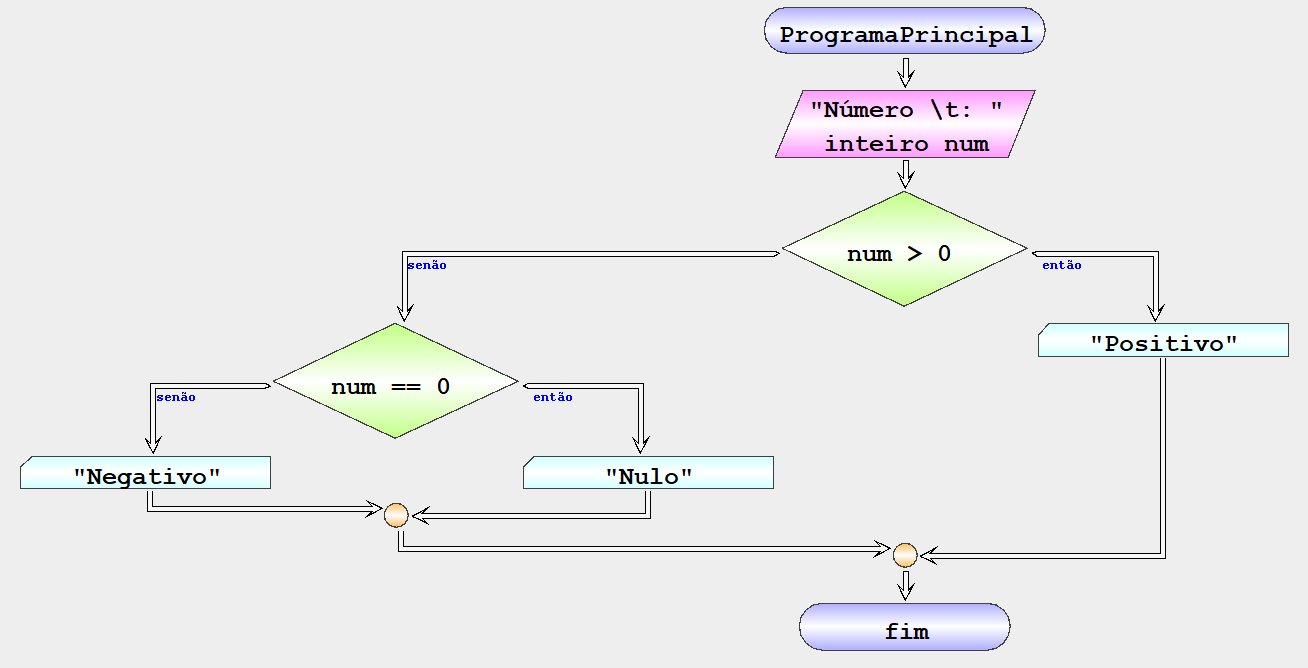 ProgramaPrincipal
"Número \t: "
inteiro num
num > 0
senão
então
"Positivo"
num == 0
senão
então
"Negativo"
"Nulo"
fim